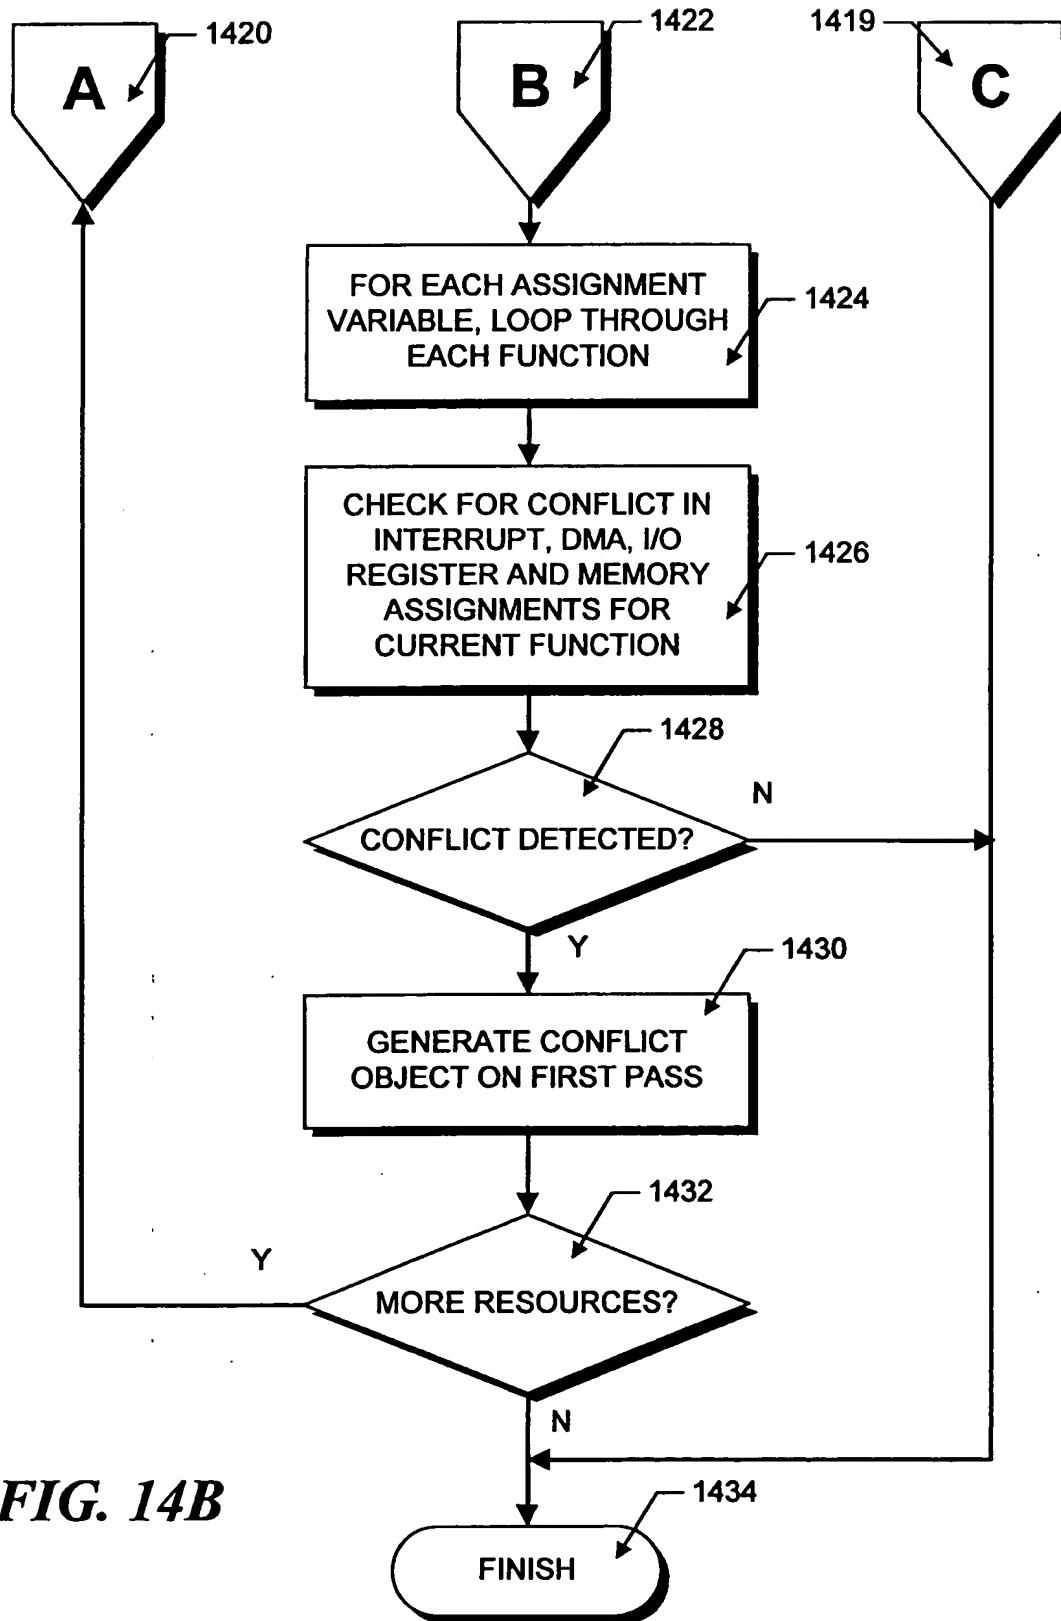 1420
1422
1419
A
B
C
FOR EACH ASSIGNMENT
VARIABLE, LOOP THROUGH
EACH FUNCTION
1424
CHECK FOR CONFLICT IN
INTERRUPT, DMA, I/O
REGISTER AND MEMORY
ASSIGNMENTS FOR
CURRENT FUNCTION
1426
1428
N
CONFLICT DETECTED?
Y
1430
GENERATE CONFLICT
OBJECT ON FIRST PASS
1432
Y
MORE RESOURCES?
N
FIG. 14B
1434
FINISH